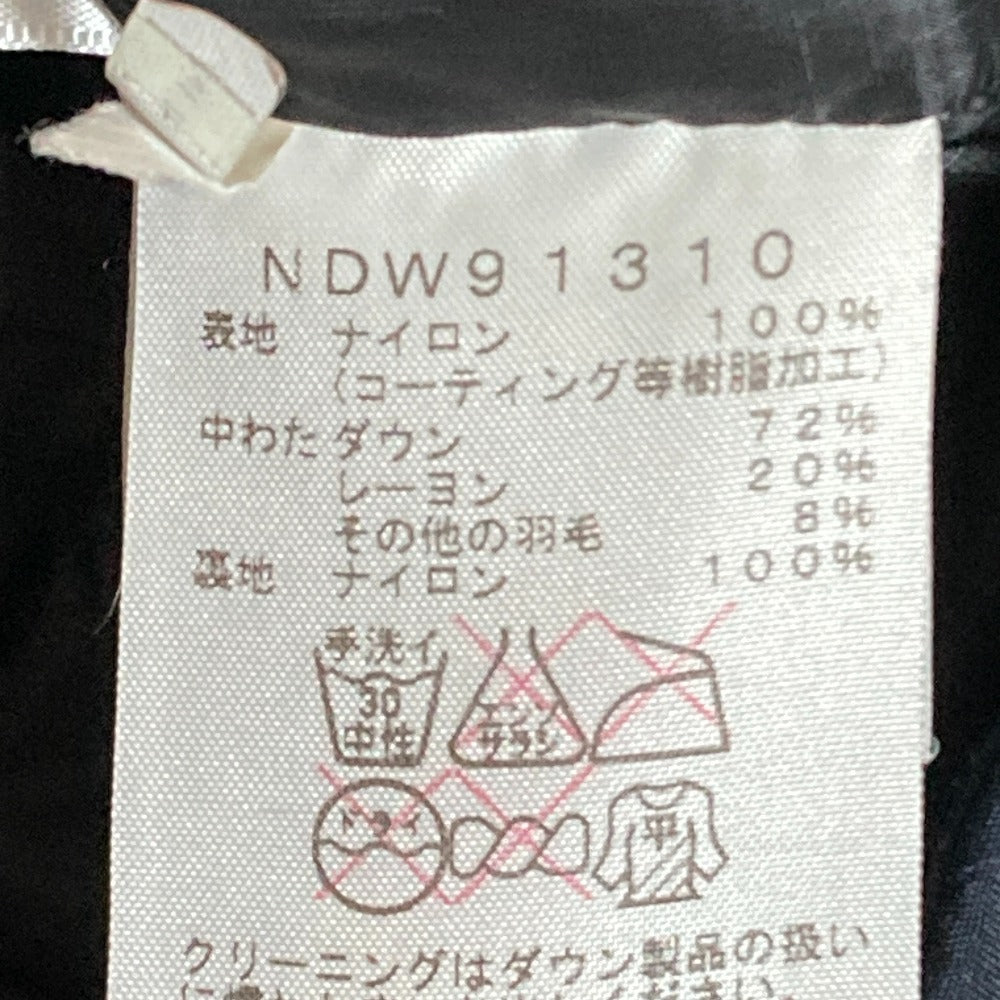 NDW91310
表地 ナイロン 100%
(コーティング等樹脂加工)
中わた ダウン 72%
レーヨン 20%
その他の羽毛 8%
裏地 ナイロン 100%
手洗イ
30
中性
エンソ
サラシ
ドライ
平
クリーニングはダウン製品の扱い